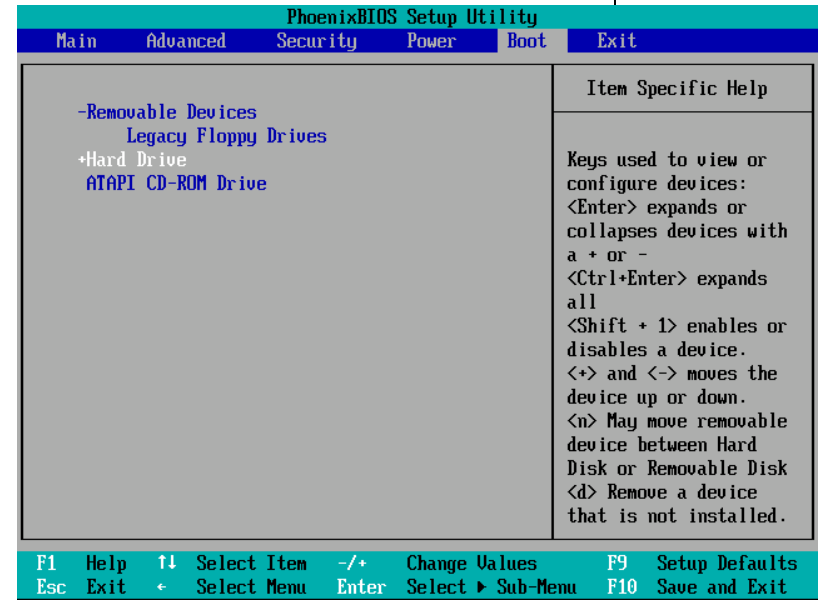 PhoenixBIOS Setup Utility
Main Advanced Security Power Boot Exit
-Removable Devices
Legacy Floppy Drives
+Hard Drive
ATAPI CD-ROM Drive
Item Specific Help
Keys used to view or
configure devices:
<Enter> expands or
collapses devices with
a + or -
<Ctrl+Enter> expands
all
<Shift + 1> enables or
disables a device.
<+> and <-> moves the
device up or down.
<n> May move removable
device between Hard
Disk or Removable Disk
<d> Remove a device
that is not installed.
F1 Help ↑↓ Select Item -/+ Change Values F9 Setup Defaults
Esc Exit ← Select Menu Enter Select ▶ Sub-Menu F10 Save and Exit